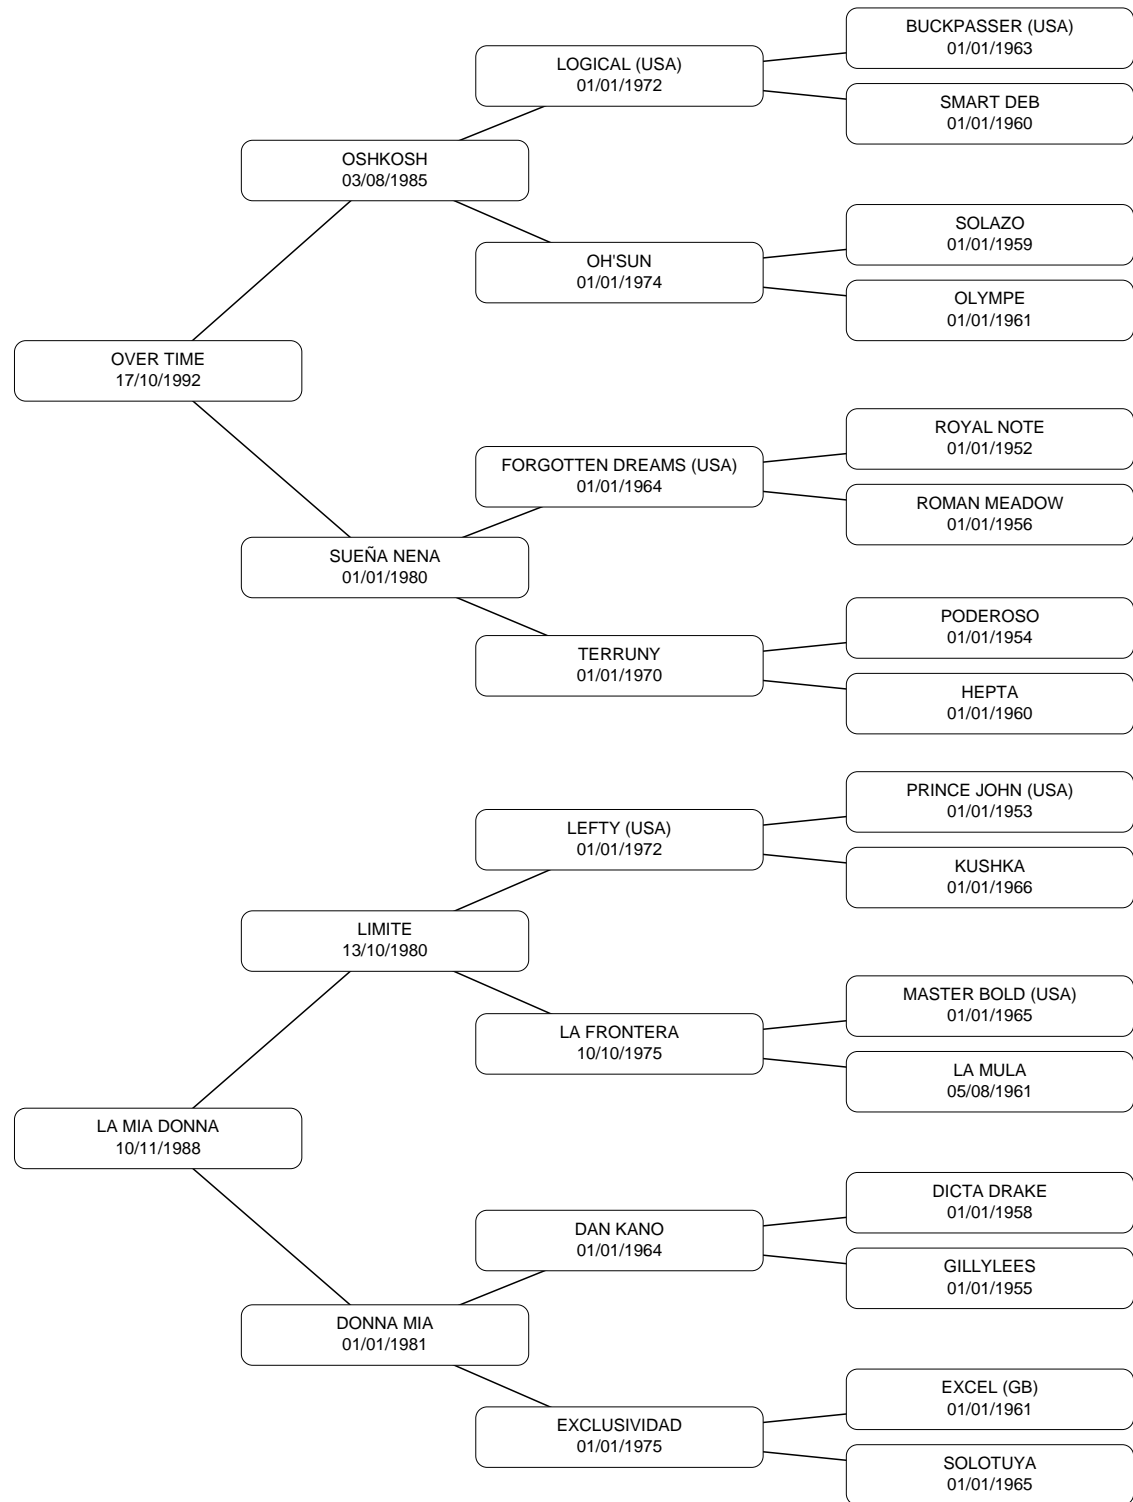 BUCKPASSER (USA)
01/01/1963
LOGICAL (USA)
01/01/1972
SMART DEB
01/01/1960
OSHKOSH
03/08/1985
SOLAZO
01/01/1959
OH'SUN
01/01/1974
OLYMPE
01/01/1961
OVER TIME
17/10/1992
ROYAL NOTE
01/01/1952
FORGOTTEN DREAMS (USA)
01/01/1964
ROMAN MEADOW
01/01/1956
SUEÑA NENA
01/01/1980
PODEROSO
01/01/1954
TERRUNY
01/01/1970
HEPTA
01/01/1960
PRINCE JOHN (USA)
01/01/1953
LEFTY (USA)
01/01/1972
KUSHKA
01/01/1966
LIMITE
13/10/1980
MASTER BOLD (USA)
01/01/1965
LA FRONTERA
10/10/1975
LA MULA
05/08/1961
LA MIA DONNA
10/11/1988
DICTA DRAKE
01/01/1958
DAN KANO
01/01/1964
GILLYLEES
01/01/1955
DONNA MIA
01/01/1981
EXCEL (GB)
01/01/1961
EXCLUSIVIDAD
01/01/1975
SOLOTUYA
01/01/1965